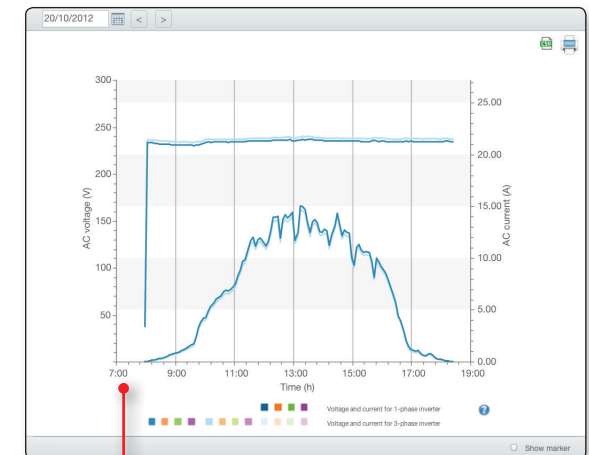 20/10/2012
<
>
300
250
200
150
100
50
AC voltage (V)
25.00
20.00
15.00
10.00
5.00
0.00
AC current (A)
7:00 9:00 11:00 13:00 15:00 17:00 19:00
Time (h)
Voltage and current for 1-phase inverter
Voltage and current for 3-phase inverter
?
Show marker